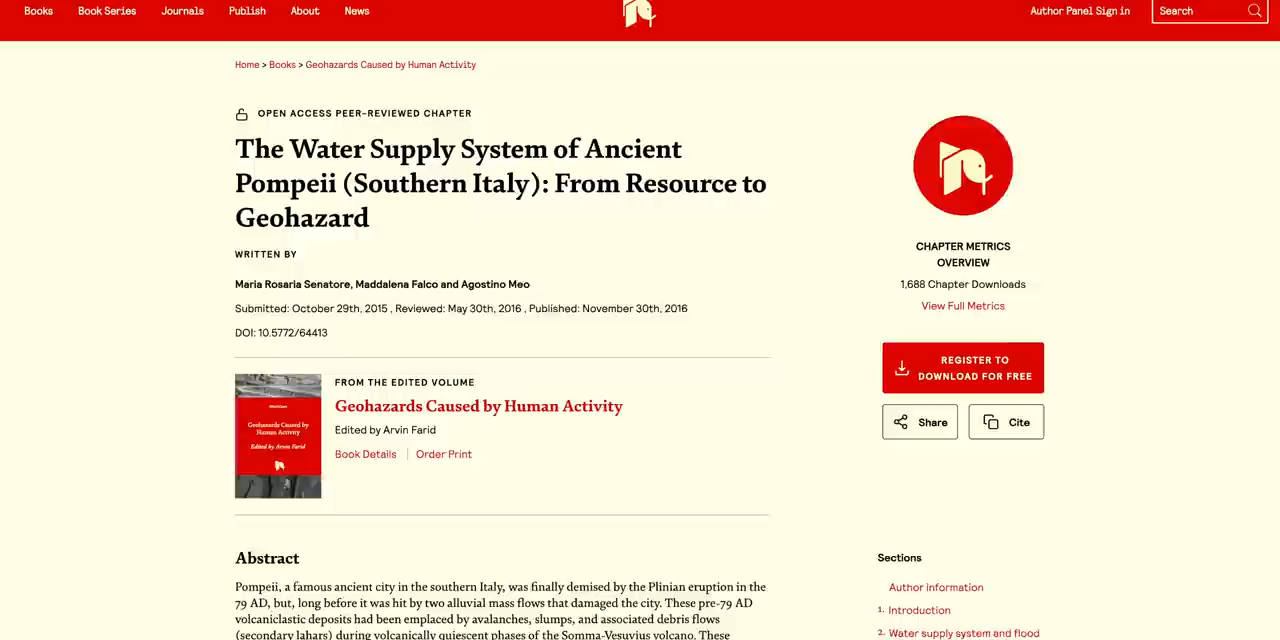 Books Book Series Journals Publish About News Author Panel Sign in Search
Home > Books > Geohazards Caused by Human Activity
OPEN ACCESS PEER-REVIEWED CHAPTER
The Water Supply System of Ancient
Pompeii (Southern Italy): From Resource to
Geohazard
WRITTEN BY
Maria Rosaria Senatore, Maddalena Falco and Agostino Meo
Submitted: October 29th, 2015 , Reviewed: May 30th, 2016 , Published: November 30th, 2016
DOI: 10.5772/64413
CHAPTER METRICS
OVERVIEW
1,688 Chapter Downloads
View Full Metrics
REGISTER TO
DOWNLOAD FOR FREE
Share Cite
FROM THE EDITED VOLUME
Geohazards Caused by Human Activity
Edited by Arvin Farid
Book Details | Order Print
Geohazards Caused by
Human Activity
Edited by Arvin Farid
Abstract
Pompeii, a famous ancient city in the southern Italy, was finally demised by the Plinian eruption in the
79 AD, but, long before it was hit by two alluvial mass flows that damaged the city. These pre-79 AD
volcaniclastic deposits had been emplaced by avalanches, slumps, and associated debris flows
(secondary lahars) during volcanically quiescent phases of the Somma-Vesuvius volcano. These
Sections
Author information
1. Introduction
2. Water supply system and flood